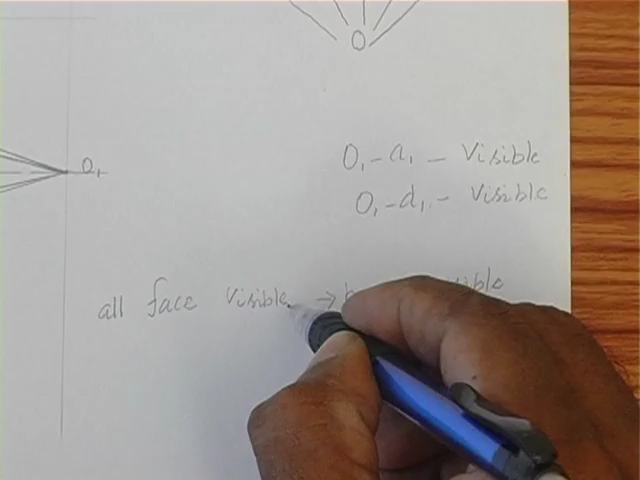 O
O₁
O₁-a₁ - Visible
O₁-d₁ - Visible
all face Visible →